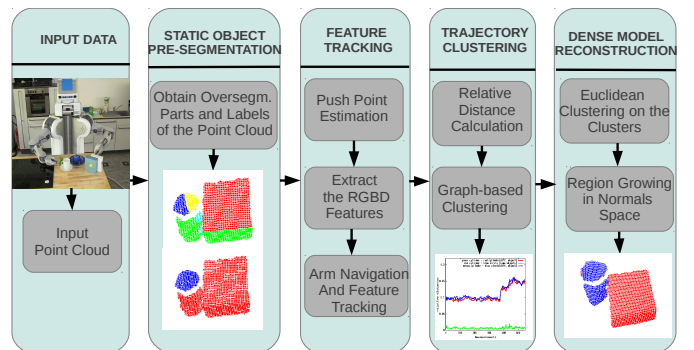 INPUT DATA
Input
Point Cloud
STATIC OBJECT
PRE-SEGMENTATION
Obtain Oversegm.
Parts and Labels
of the Point Cloud
FEATURE
TRACKING
Push Point
Estimation
Extract
the RGBD
Features
Arm Navigation
And Feature
Tracking
TRAJECTORY
CLUSTERING
Relative
Distance
Calculation
Graph-based
Clustering
DENSE MODEL
RECONSTRUCTION
Euclidean
Clustering on the
Clusters
Region Growing
in Normals
Space